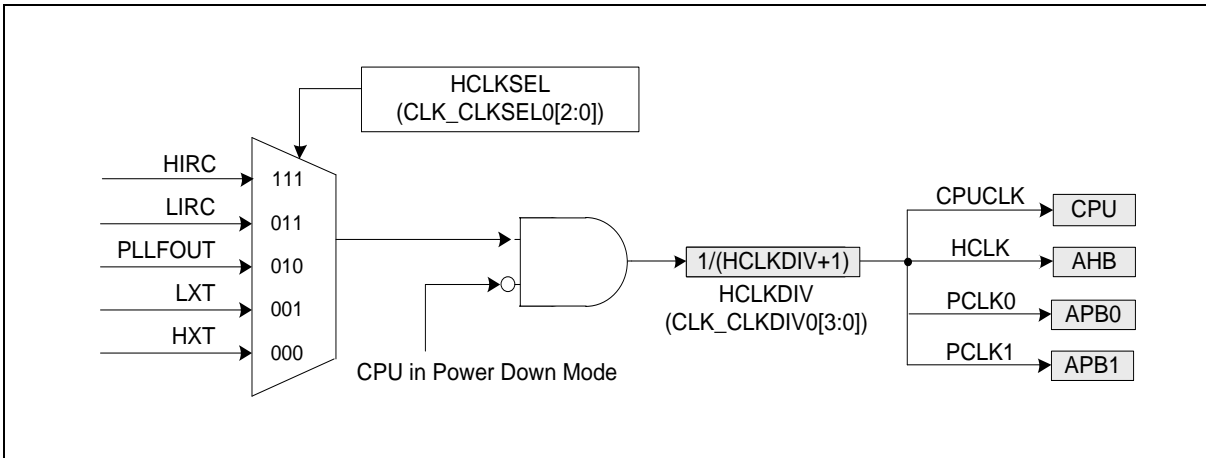 HCLKSEL
(CLK_CLKSEL0[2:0])
HIRC
111
LIRC
011
PLLFOUT
010
LXT
001
HXT
000
CPU in Power Down Mode
1/(HCLKDIV+1)
HCLKDIV
(CLK_CLKDIV0[3:0])
CPUCLK
CPU
HCLK
AHB
PCLK0
APB0
PCLK1
APB1